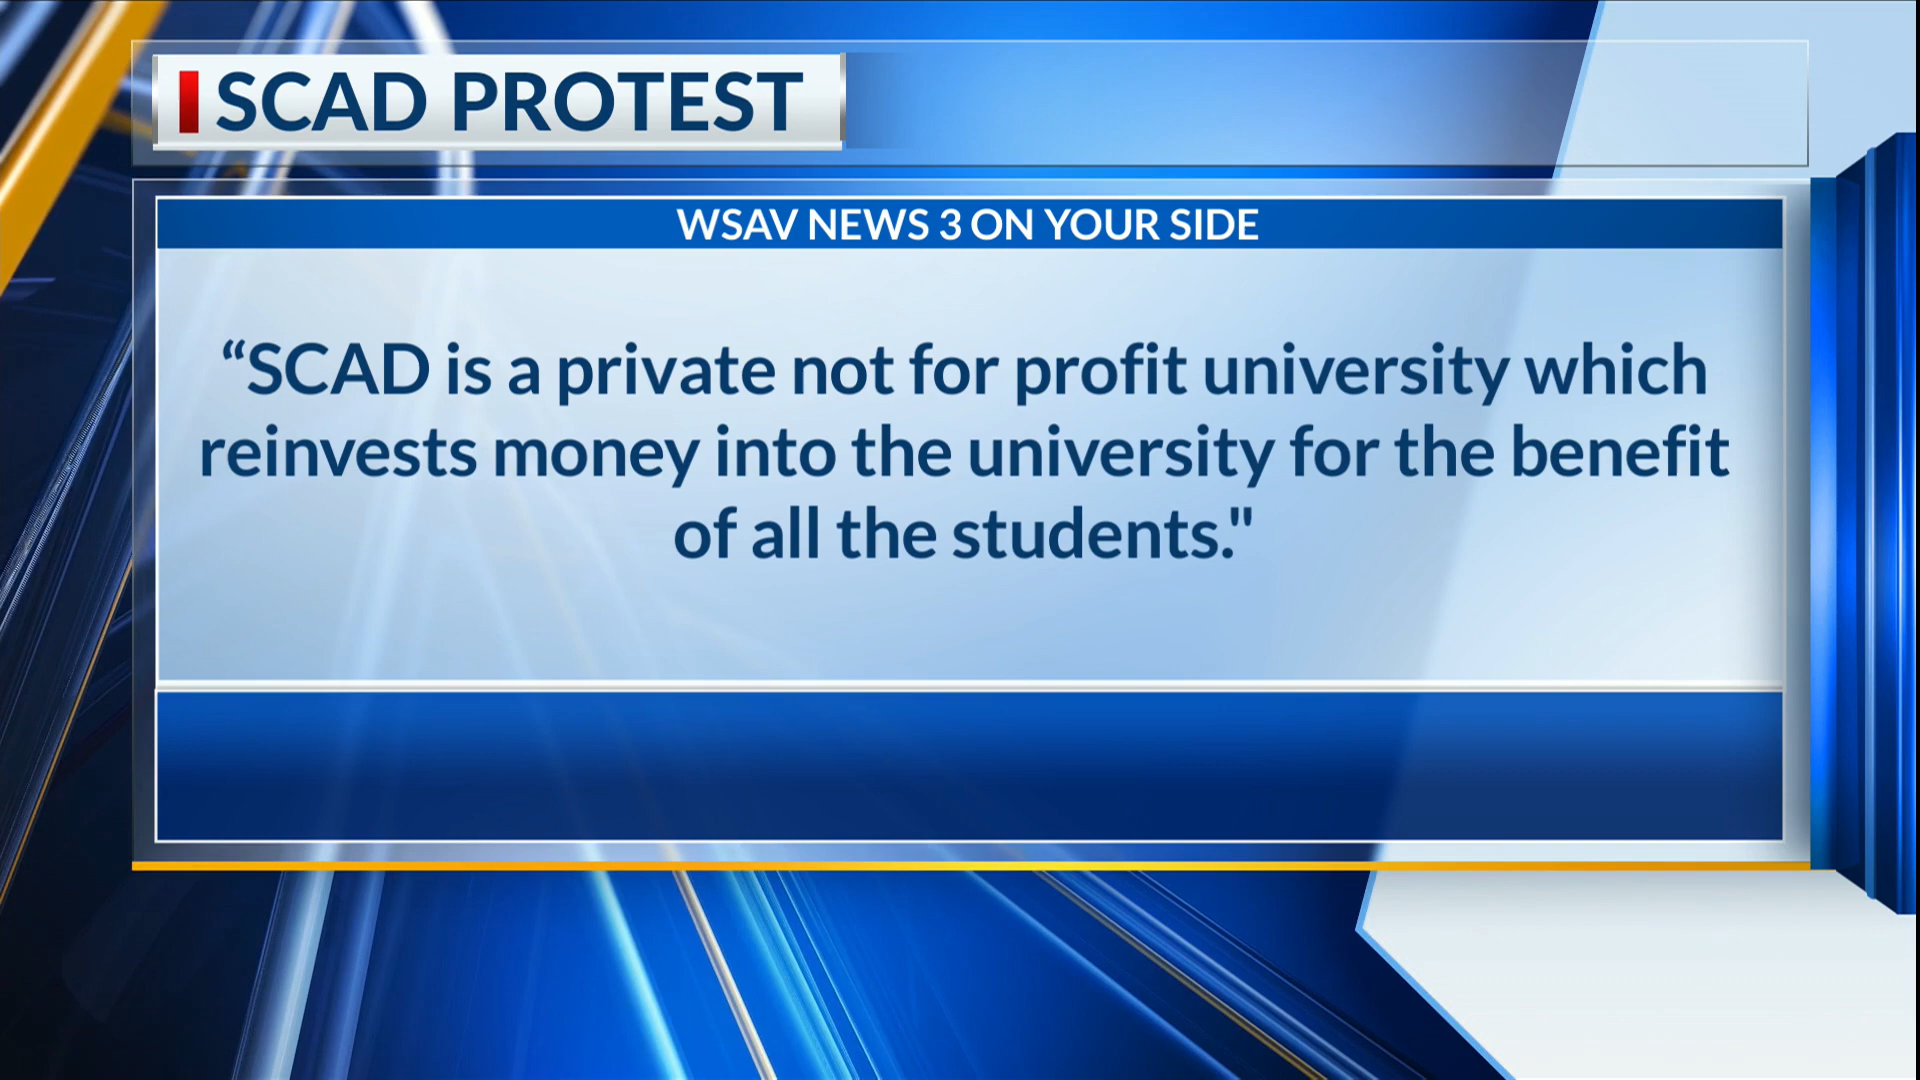 SCAD PROTEST
WSAV NEWS 3 ON YOUR SIDE
“SCAD is a private not for profit university which
reinvests money into the university for the benefit
of all the students."